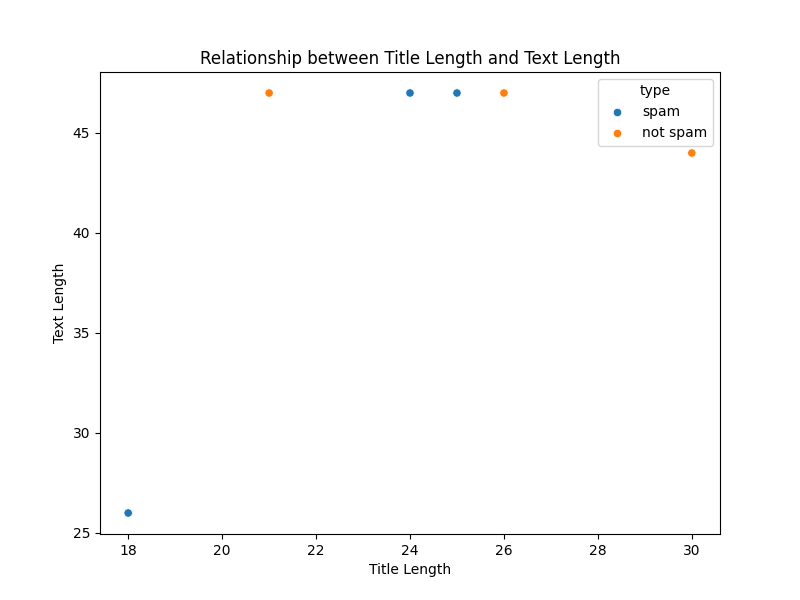 Relationship between Title Length and Text Length
type
spam
not spam
45
40
35
30
25
Text Length
18 20 22 24 26 28 30
Title Length